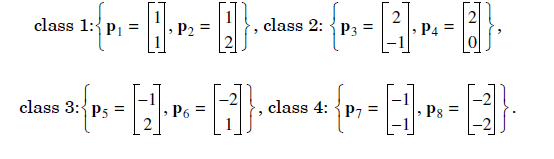 class 1: { p₁ = [1 1], p₂ = [1 2] }, class 2: { p₃ = [2 −1], p₄ = [2 0] },
class 3: { p₅ = [−1 2], p₆ = [−2 1] }, class 4: { p₇ = [−1 −1], p₈ = [−2 −2] }.